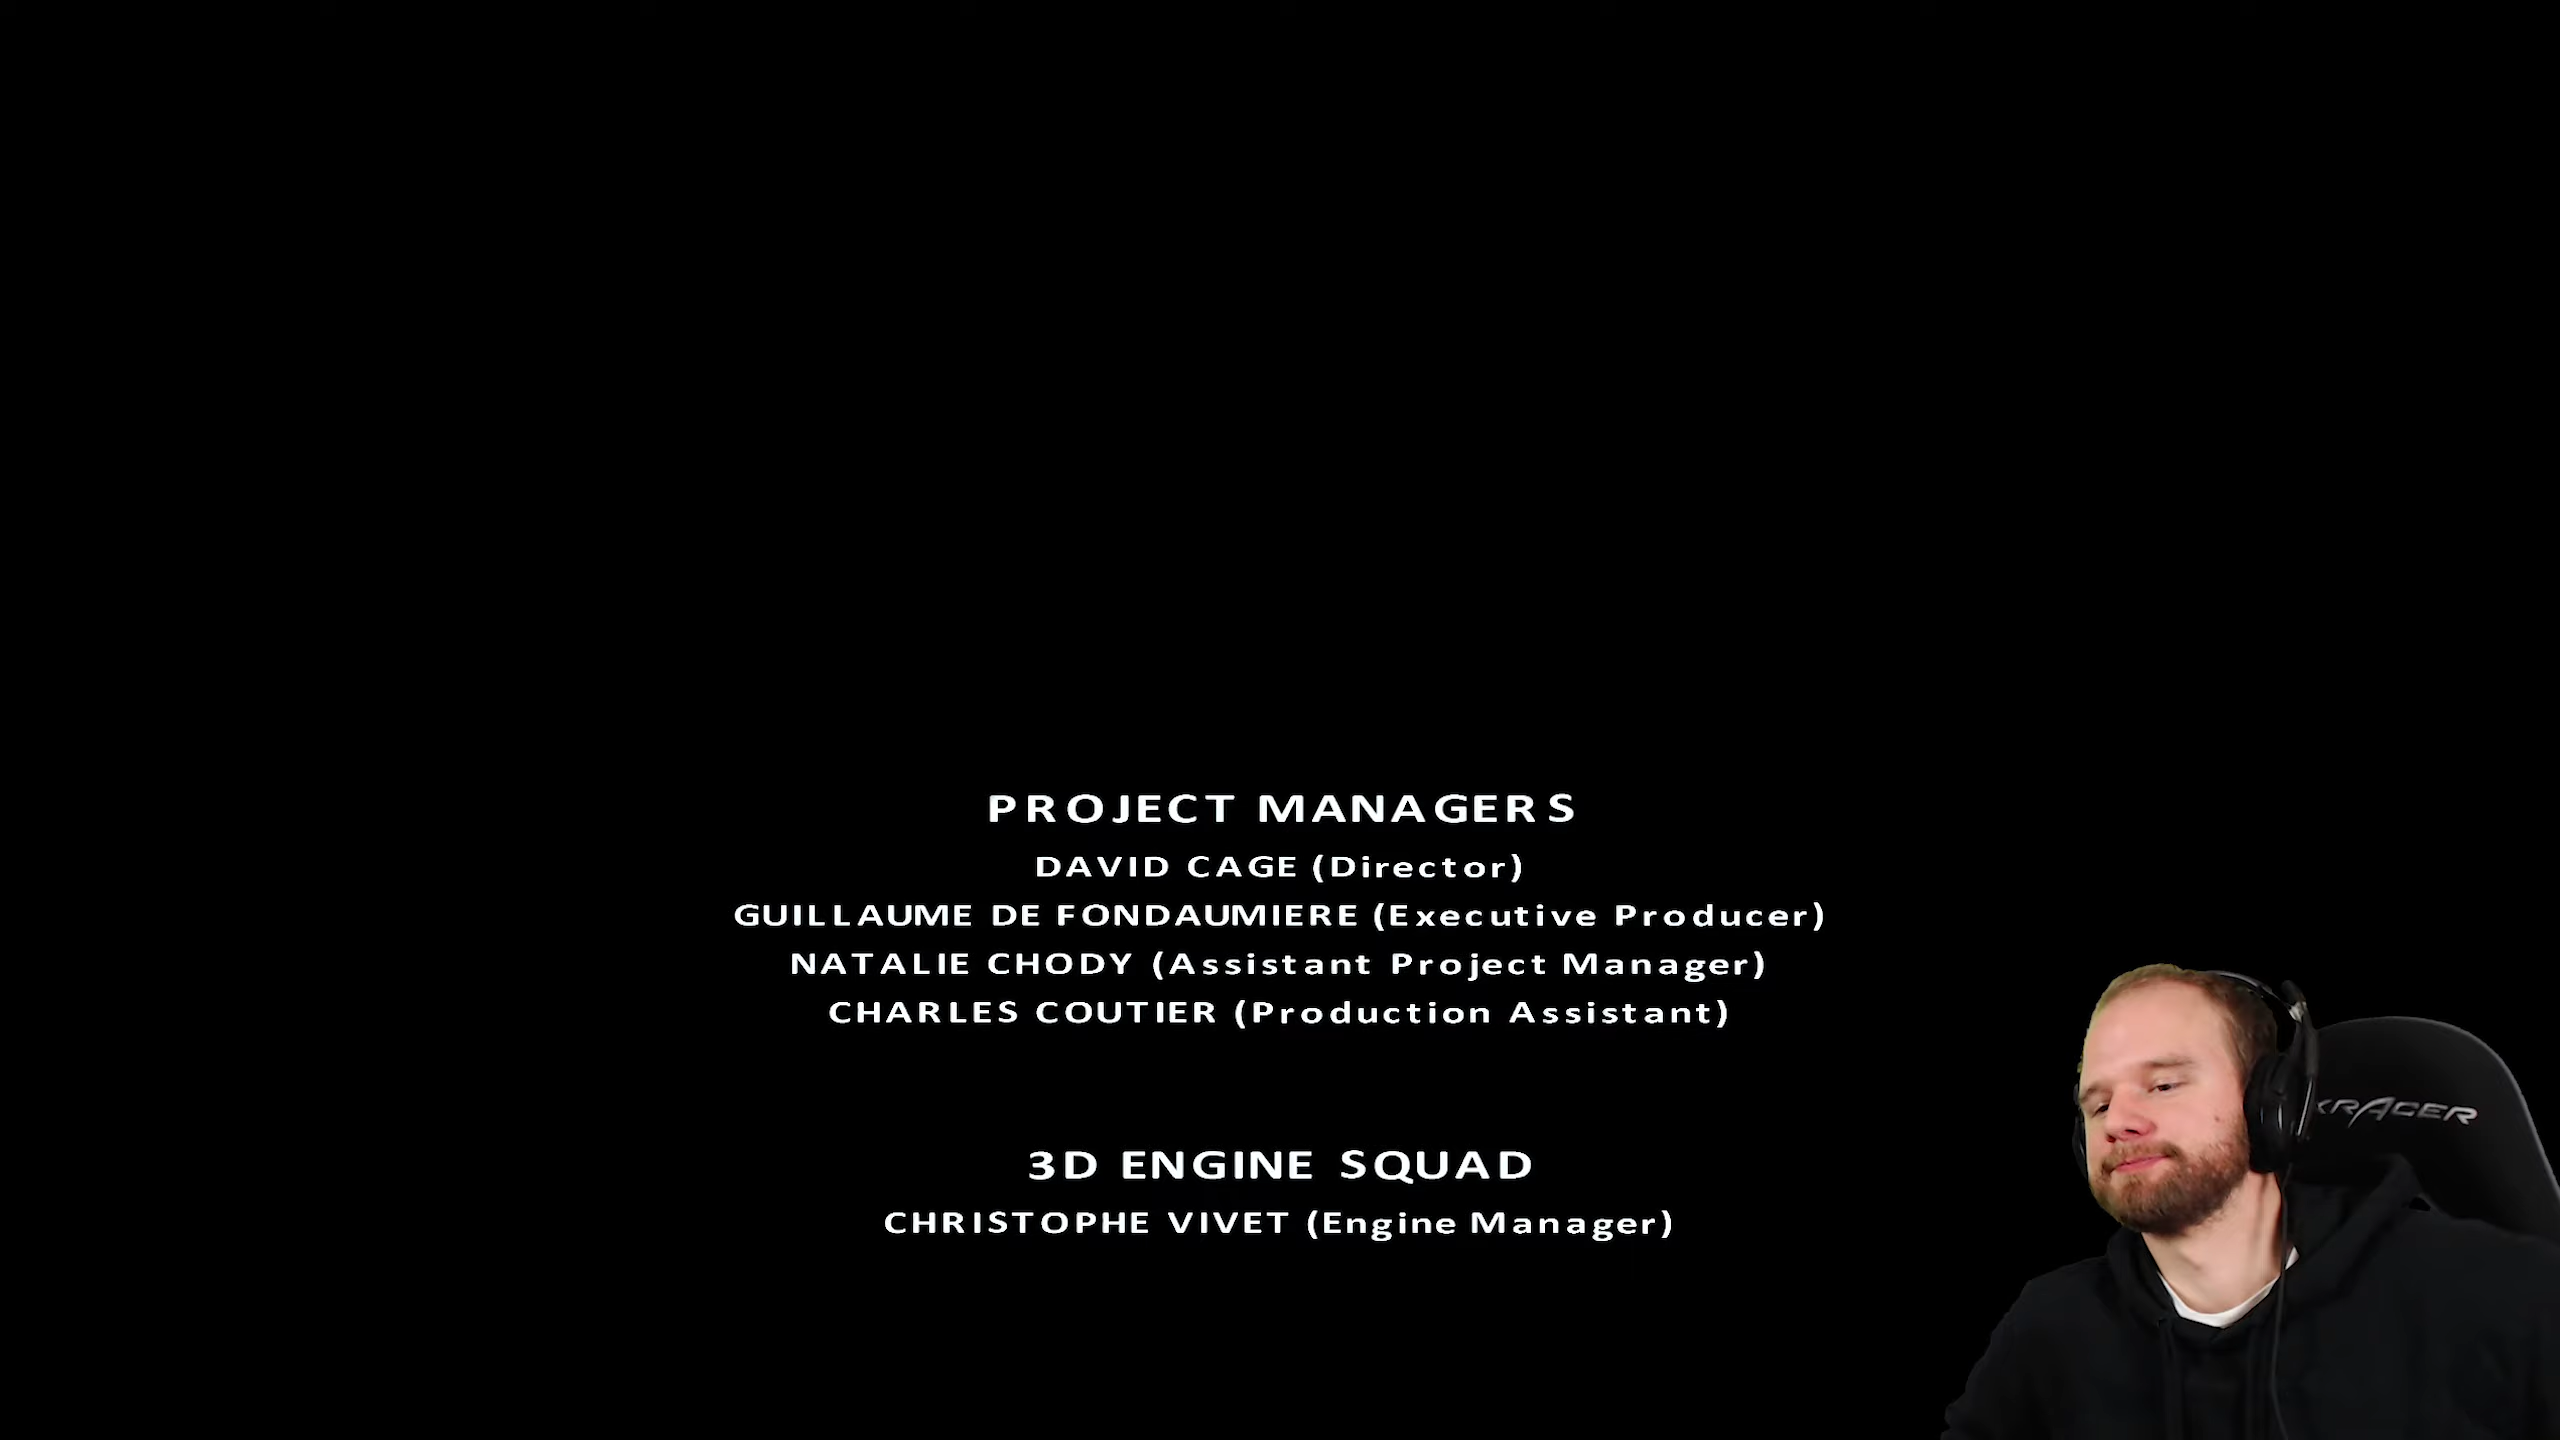 PROJECT MANAGERS
DAVID CAGE (Director)
GUILLAUME DE FONDAUMIERE (Executive Producer)
NATALIE CHODY (Assistant Project Manager)
CHARLES COUTIER (Production Assistant)
3D ENGINE SQUAD
CHRISTOPHE VIVET (Engine Manager)